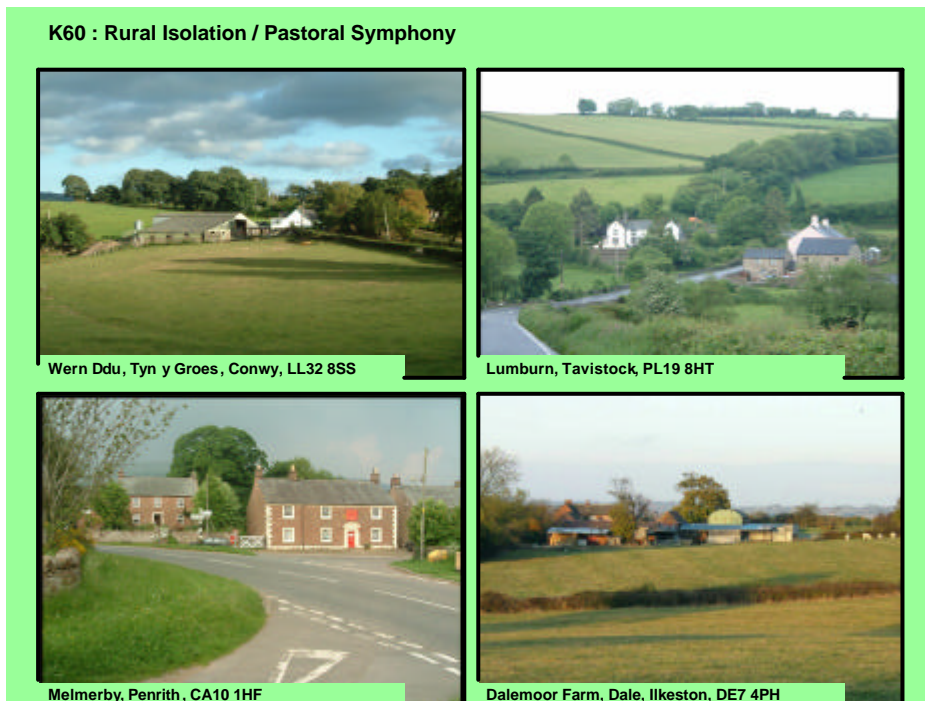 K60 : Rural Isolation / Pastoral Symphony
Wern Ddu, Tyn y Groes, Conwy, LL32 8SS
Lumburn, Tavistock, PL19 8HT
Melmerby, Penrith, CA10 1HF
Dalemoor Farm, Dale, Ilkeston, DE7 4PH